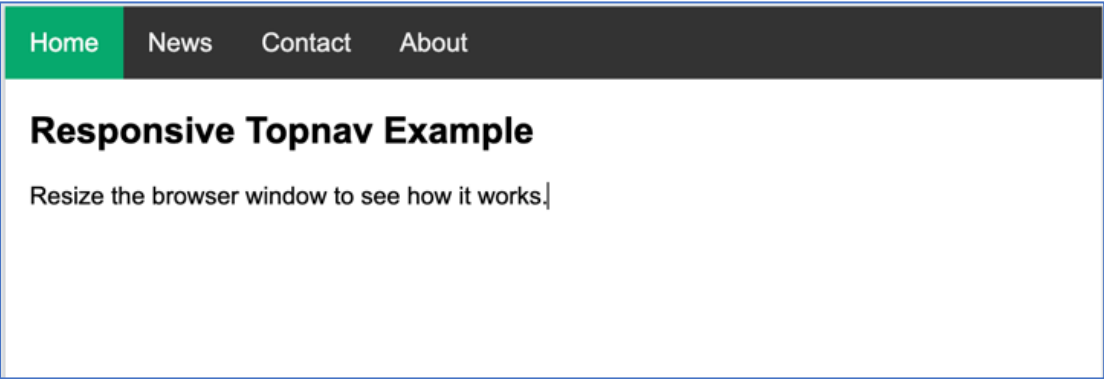 Home News Contact About
Responsive Topnav Example
Resize the browser window to see how it works.